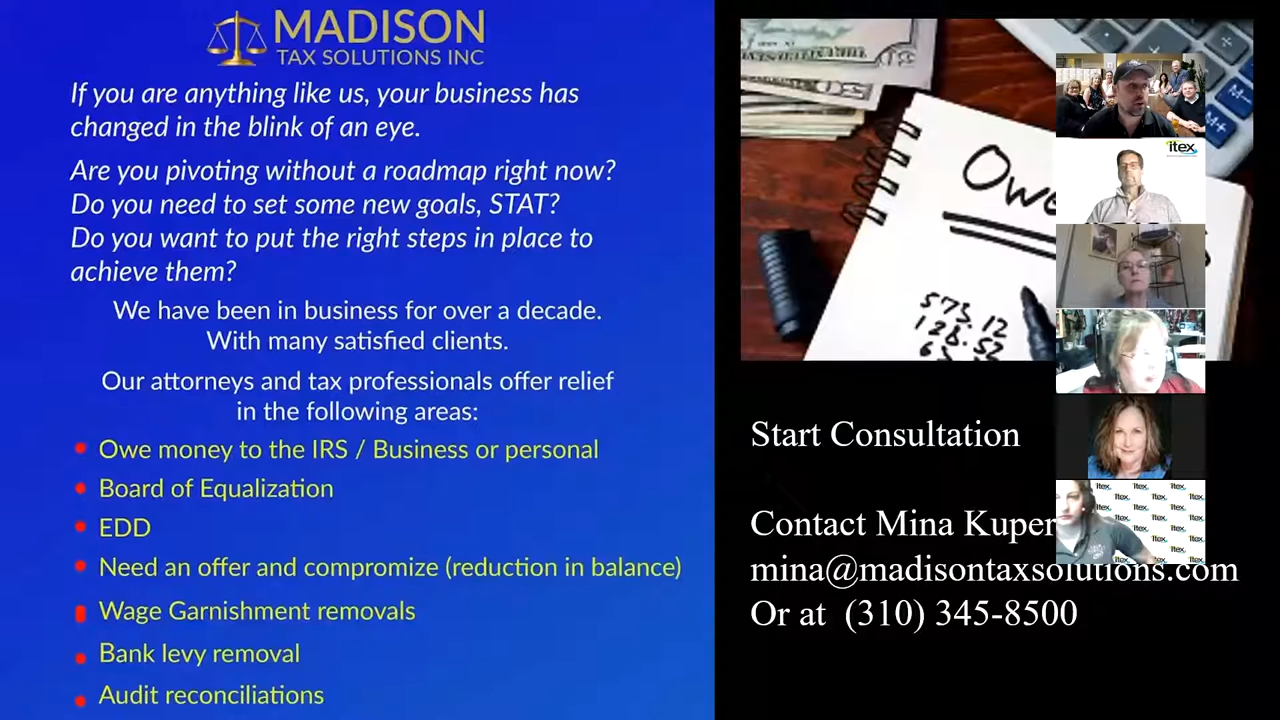 MADISON
TAX SOLUTIONS INC
If you are anything like us, your business has
changed in the blink of an eye.
Are you pivoting without a roadmap right now?
Do you need to set some new goals, STAT?
Do you want to put the right steps in place to
achieve them?
We have been in business for over a decade.
With many satisfied clients.
Our attorneys and tax professionals offer relief
in the following areas:
Owe money to the IRS / Business or personal
Board of Equalization
EDD
Need an offer and compromize (reduction in balance)
Wage Garnishment removals
Bank levy removal
Audit reconciliations
M-
M+
573.12
128.52
itex
Start Consultation
Contact Mina Kuper
mina@madisontaxsolutions.com
Or at (310) 345-8500